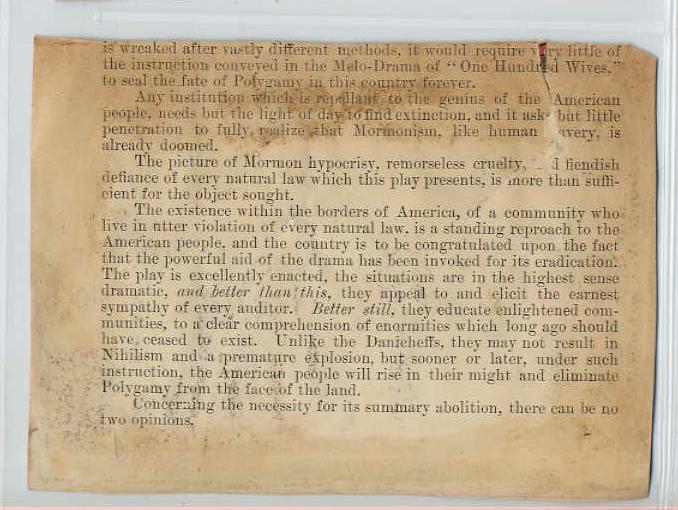 is wreaked after vastly different methods, it would require very little of
the instruction conveyed in the Melo-Drama of "One Hundred Wives,"
to seal the fate of Polygamy in this country forever.
Any institution which is repellant to the genius of the American
people, needs but the light of day to find extinction, and it asks but little
penetration to fully realize that Mormonism, like human avery, is
already doomed.
The picture of Mormon hypocrisy, remorseless cruelty, d fiendish
defiance of every natural law which this play presents, is more than suffi-
cient for the object sought.
The existence within the borders of America, of a community who
live in utter violation of every natural law, is a standing reproach to the
American people, and the country is to be congratulated upon the fact
that the powerful aid of the drama has been invoked for its eradication.
The play is excellently enacted, the situations are in the highest sense
dramatic, and better than this, they appeal to and elicit the earnest
sympathy of every auditor. Better still, they educate enlightened com-
munities, to a clear comprehension of enormities which long ago should
have ceased to exist. Unlike the Danicheffs, they may not result in
Nihilism and a premature explosion, but sooner or later, under such
instruction, the American people will rise in their might and eliminate
Polygamy from the face of the land.
Concerning the necessity for its summary abolition, there can be no
two opinions.